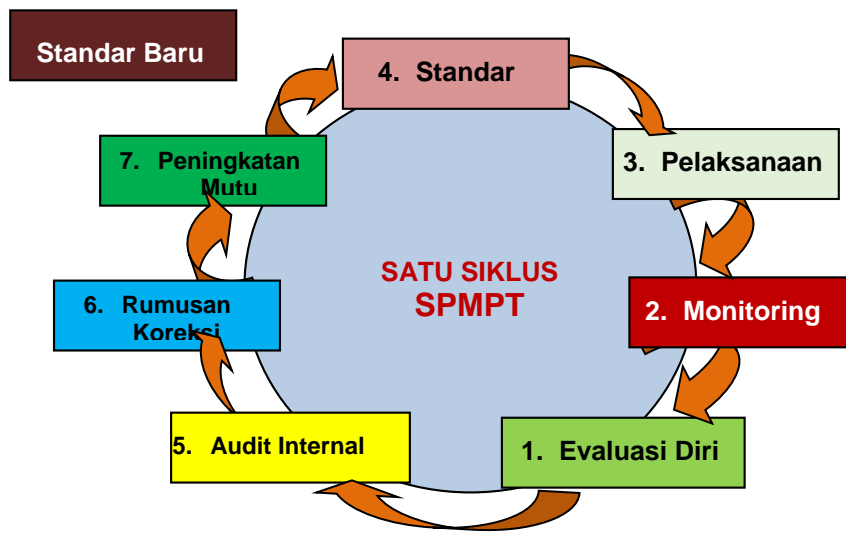 Standar Baru
4. Standar
7. Peningkatan
Mutu
3. Pelaksanaan
SATU SIKLUS
SPMPT
6. Rumusan
Koreksi
2. Monitoring
5. Audit Internal
1. Evaluasi Diri